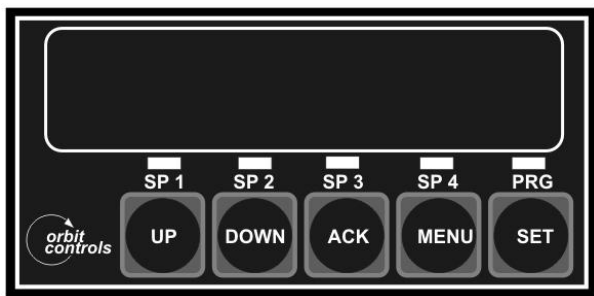 SP 1 SP 2 SP 3 SP 4 PRG
orbit
controls
UP DOWN ACK MENU SET